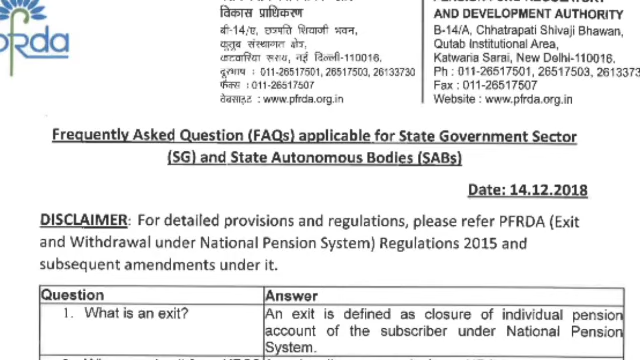 pfrda
विकास प्राधिकरण
बी-14/ए, छत्रपति शिवाजी भवन,
कुतुब संस्थागत क्षेत्र,
कटवारिया सराय, नई दिल्ली-110016.
दूरभाष : 011-26517501, 26517503, 26133730
फैक्स : 011-26517507
वेबसाईट : www.pfrda.org.in
AND DEVELOPMENT AUTHORITY
B-14/A, Chhatrapati Shivaji Bhawan,
Qutab Institutional Area,
Katwaria Sarai, New Delhi-110016.
Ph : 011-26517501, 26517503, 2613373
Fax : 011-26517507
Website : www.pfrda.org.in
Frequently Asked Question (FAQs) applicable for State Government Sector
(SG) and State Autonomous Bodies (SABs)
Date: 14.12.2018
DISCLAIMER: For detailed provisions and regulations, please refer PFRDA (Exit
and Withdrawal under National Pension System) Regulations 2015 and
subsequent amendments under it.
Question Answer
1. What is an exit? An exit is defined as closure of individual pension
account of the subscriber under National Pension
System.